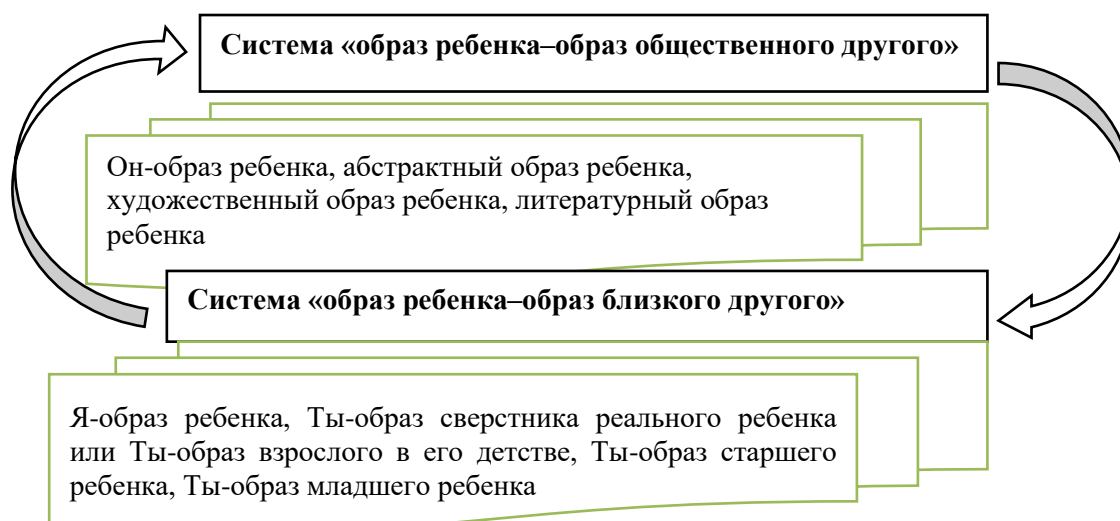 Система «образ ребенка–образ общественного другого»
Он-образ ребенка, абстрактный образ ребенка,
художественный образ ребенка, литературный образ
ребенка
Система «образ ребенка–образ близкого другого»
Я-образ ребенка, Ты-образ сверстника реального ребенка
или Ты-образ взрослого в его детстве, Ты-образ старшего
ребенка, Ты-образ младшего ребенка